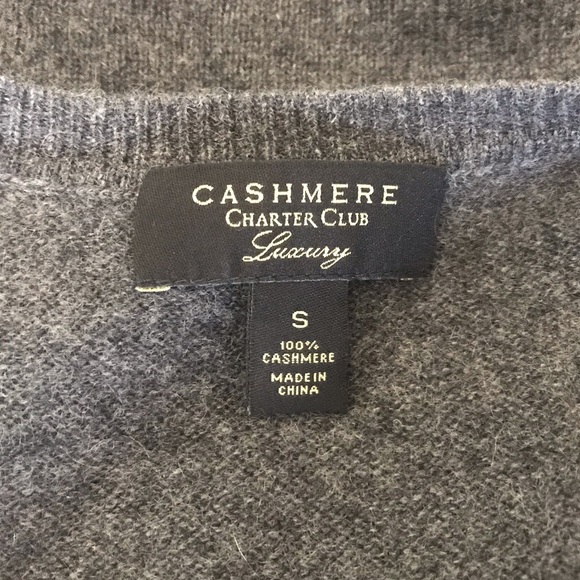 CASHMERE
CHARTER CLUB
Luxury
S
100%
CASHMERE
MADE IN
CHINA